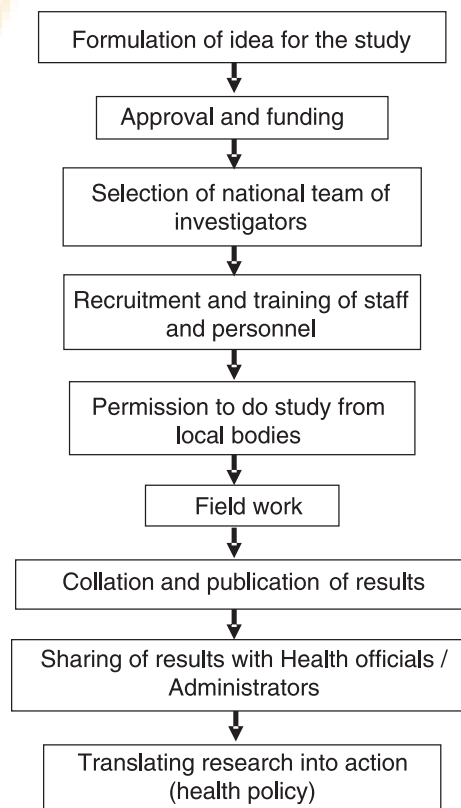 Formulation of idea for the study
Approval and funding
Selection of national team of
investigators
Recruitment and training of staff
and personnel
Permission to do study from
local bodies
Field work
Collation and publication of results
Sharing of results with Health officials /
Administrators
Translating research into action
(health policy)